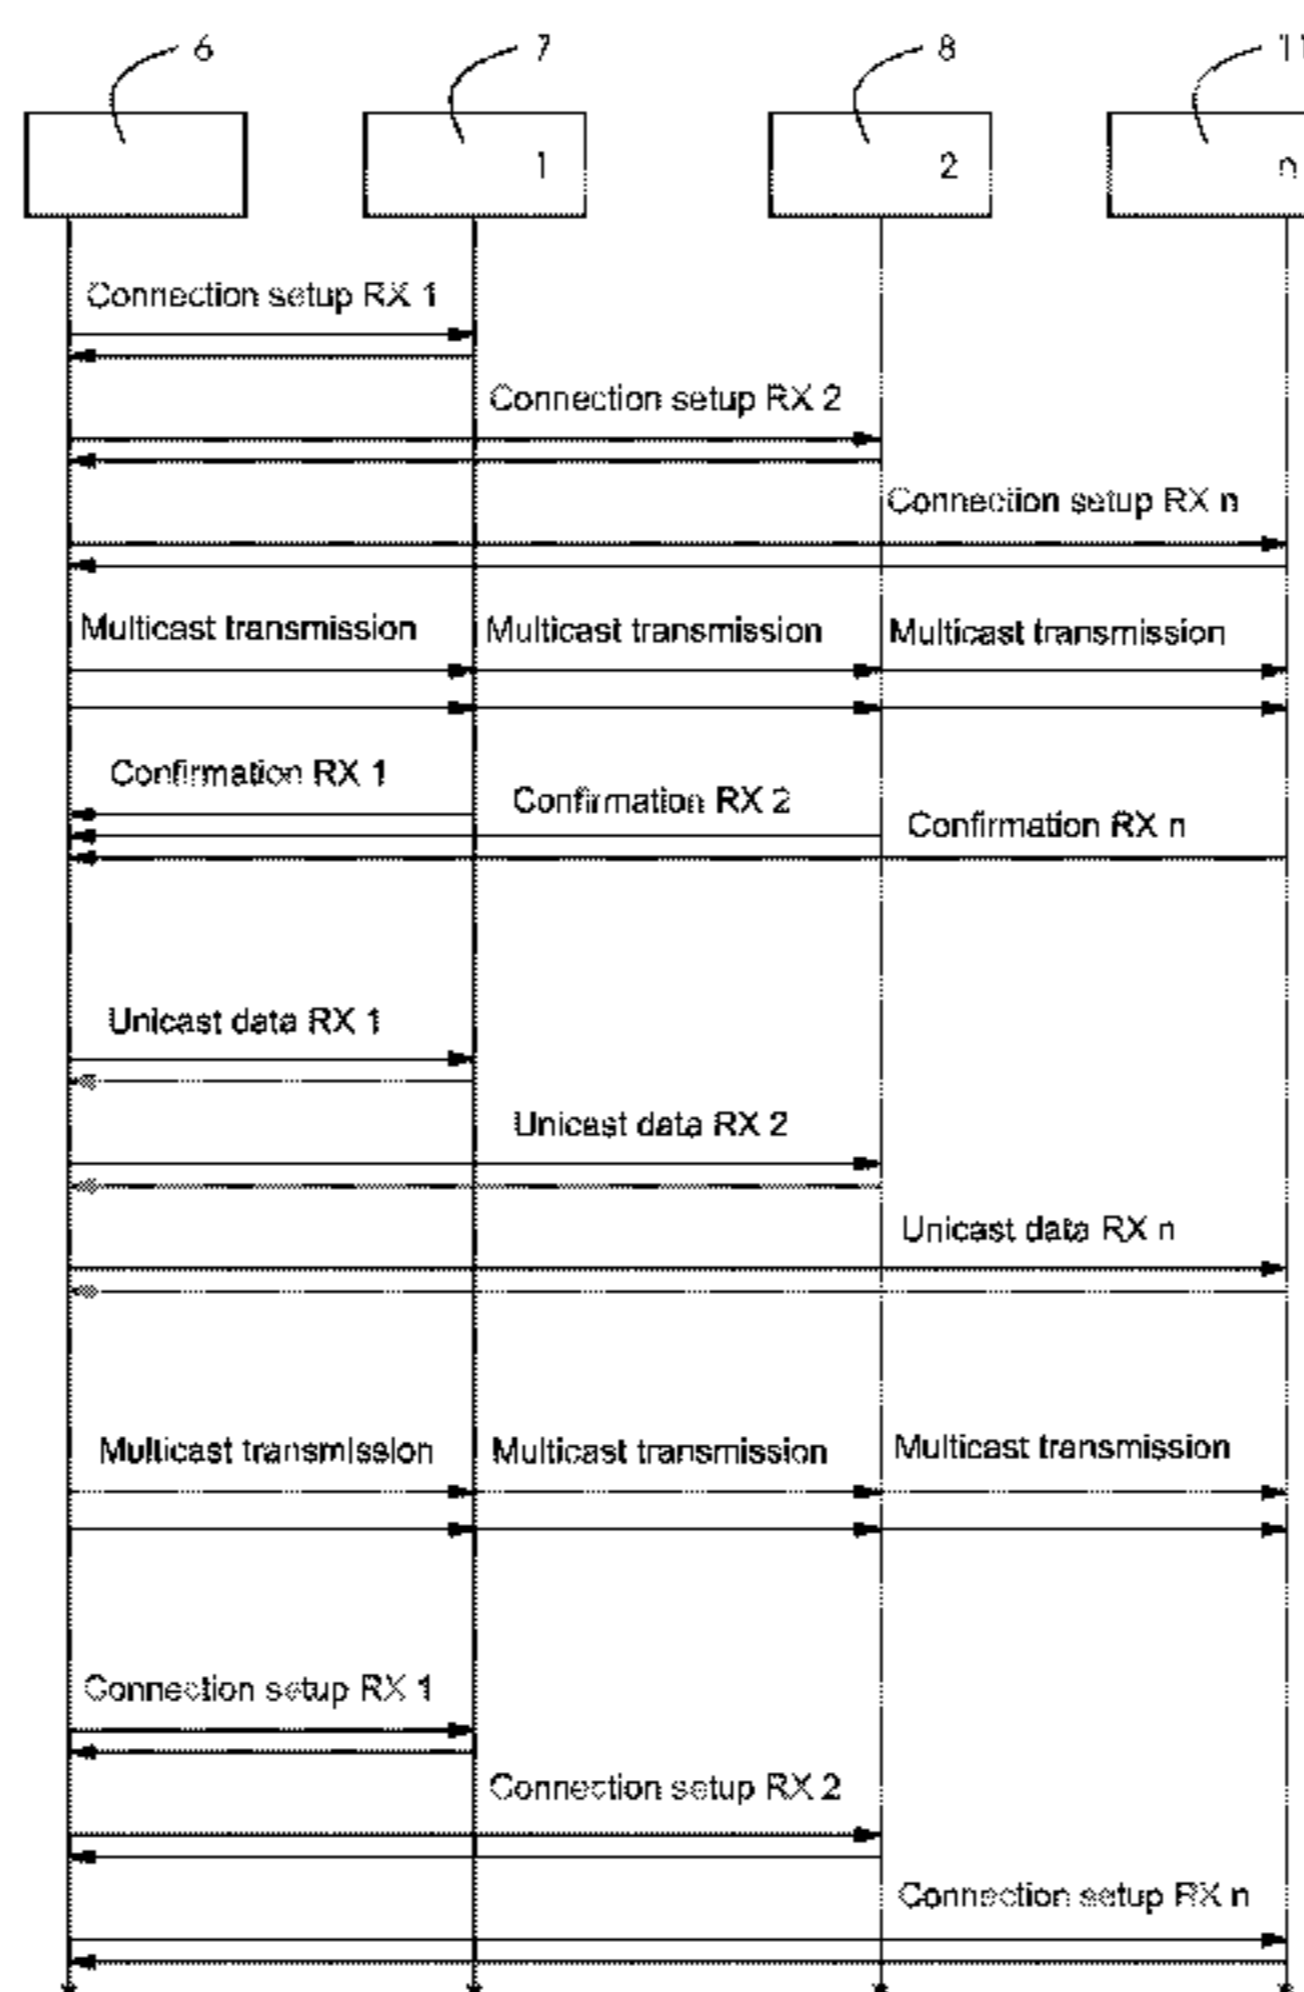 6
7
8
11
1
2
n
Connection setup RX 1
Connection setup RX 2
Connection setup RX n
Multicast transmission
Multicast transmission
Multicast transmission
Confirmation RX 1
Confirmation RX 2
Confirmation RX n
Unicast data RX 1
Unicast data RX 2
Unicast data RX n
Multicast transmission
Multicast transmission
Multicast transmission
Connection setup RX 1
Connection setup RX 2
Connection setup RX n